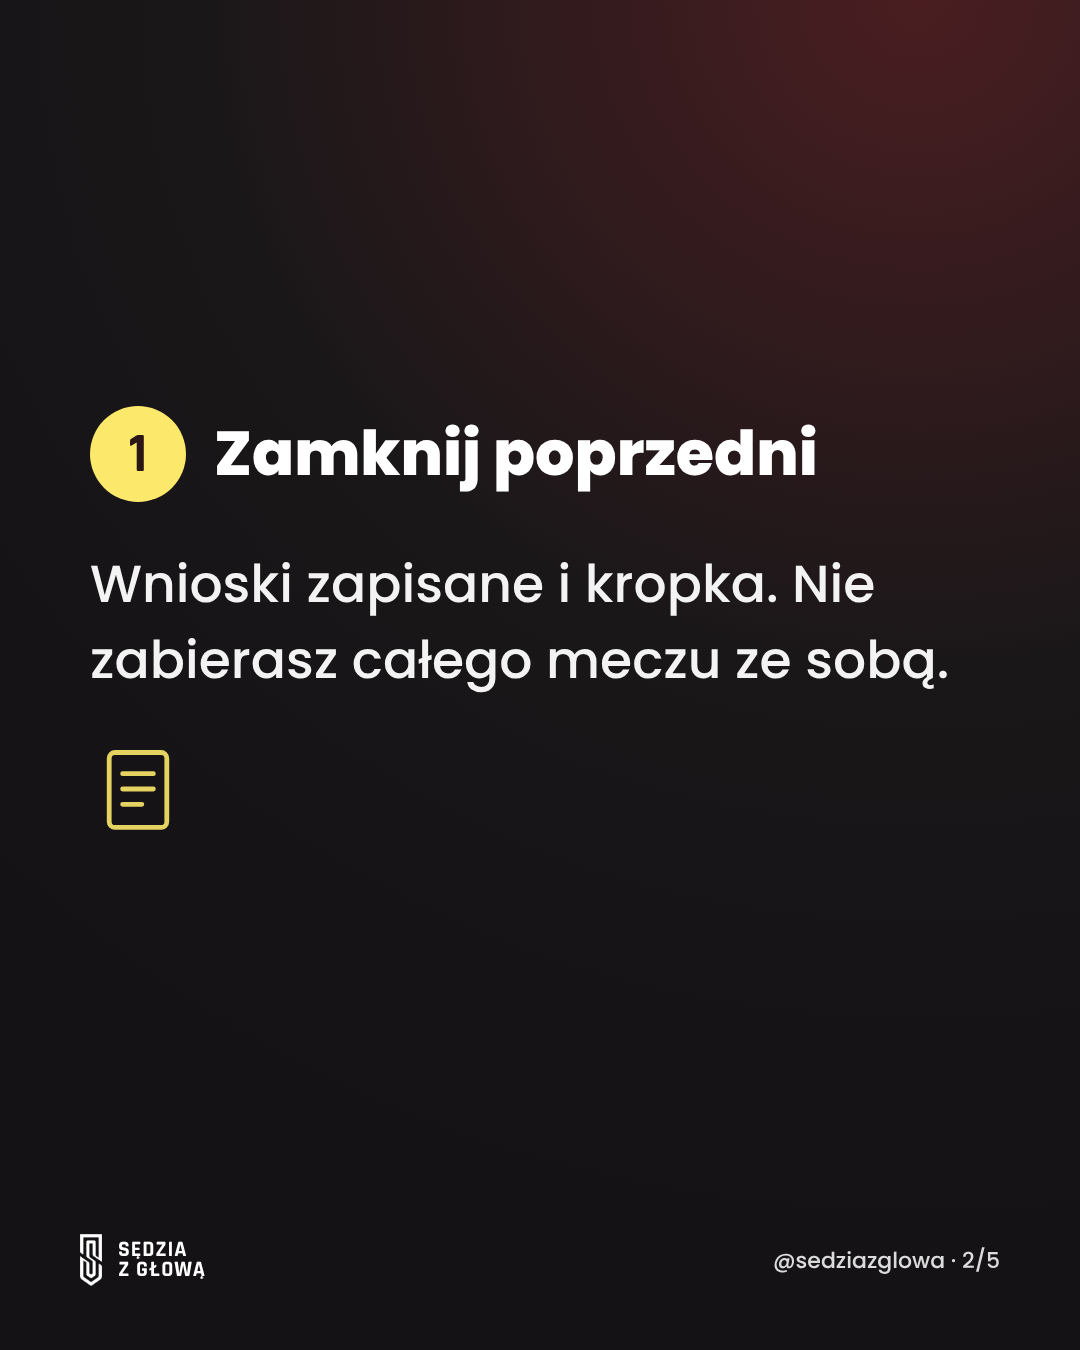 1 Zamknij poprzedni
Wnioski zapisane i kropka. Nie
zabierasz całego meczu ze sobą.
SĘDZIA
Z GŁOWĄ
@sedziazglowa · 2/5